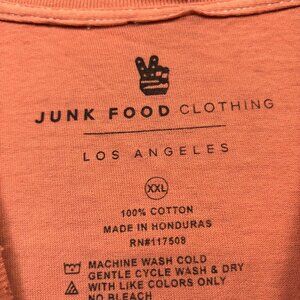 JUNK FOOD CLOTHING
LOS ANGELES
XXL
100% COTTON
MADE IN HONDURAS
RN#117508
MACHINE WASH COLD
GENTLE CYCLE WASH & DRY
WITH LIKE COLORS ONLY
NO BLEACH